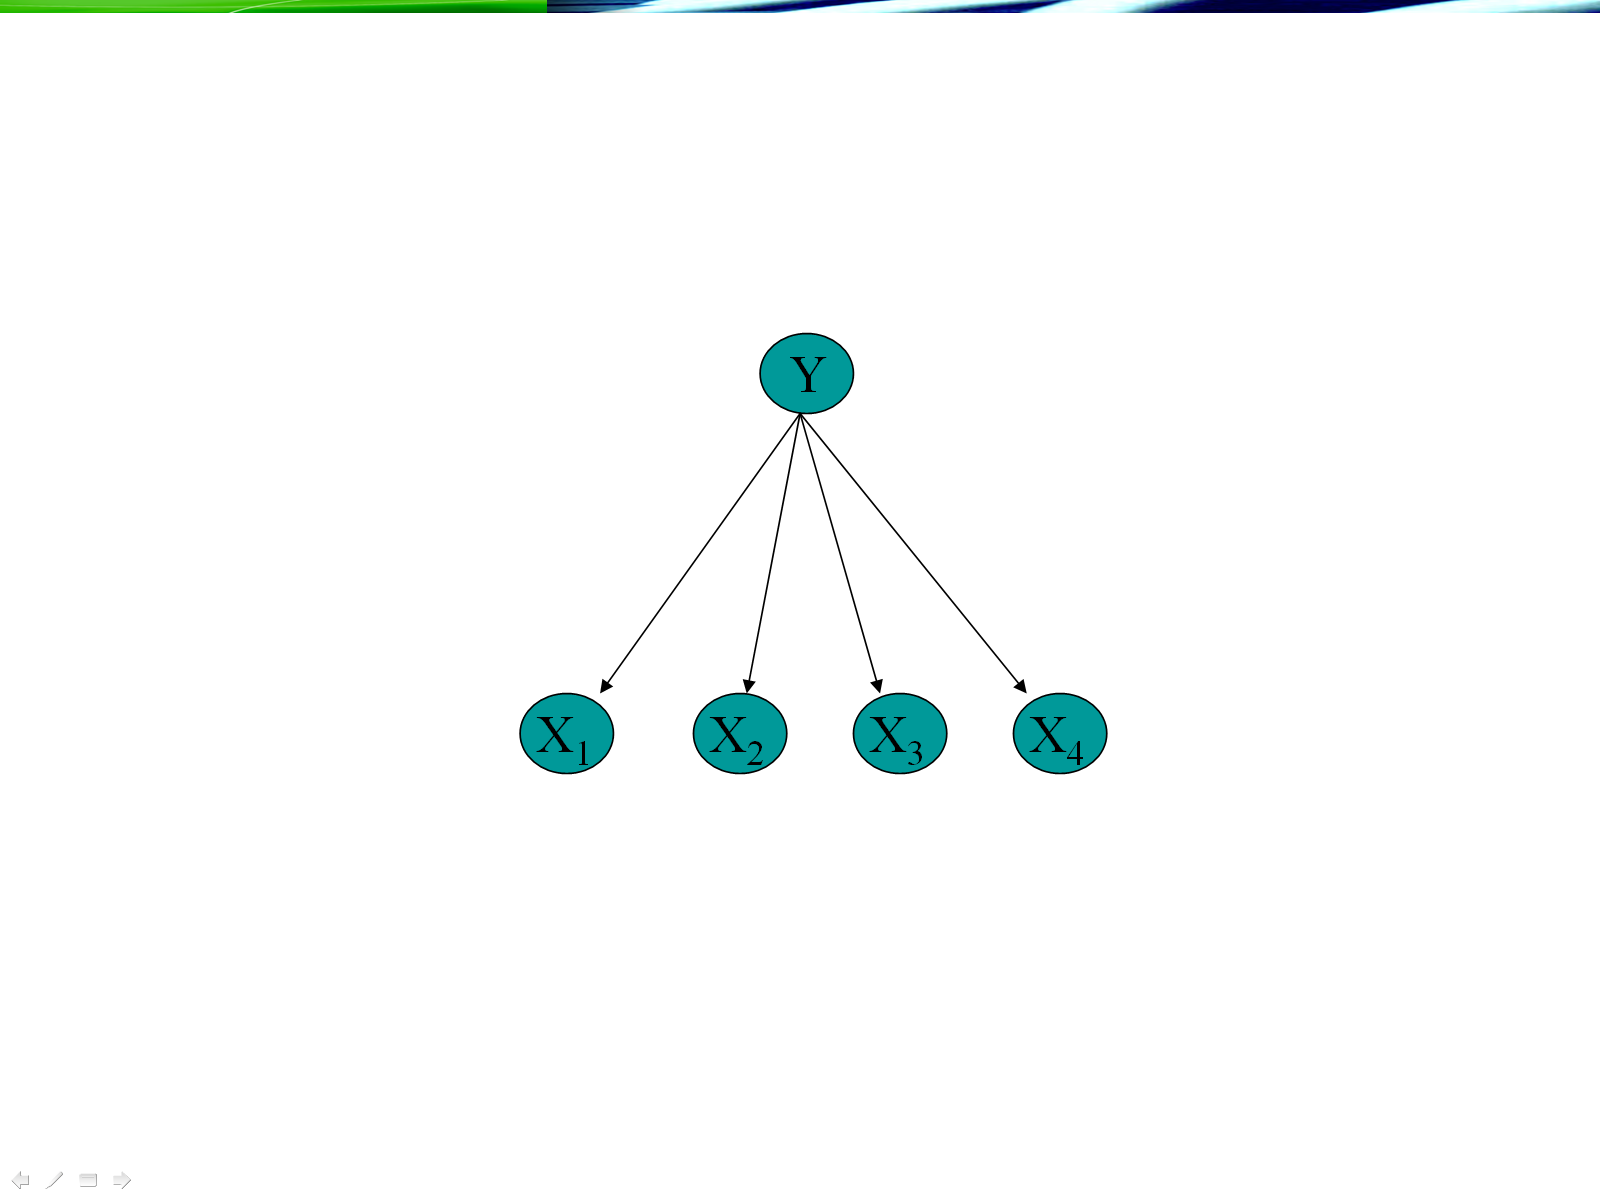 Y
X₁ X₂ X₃ X₄